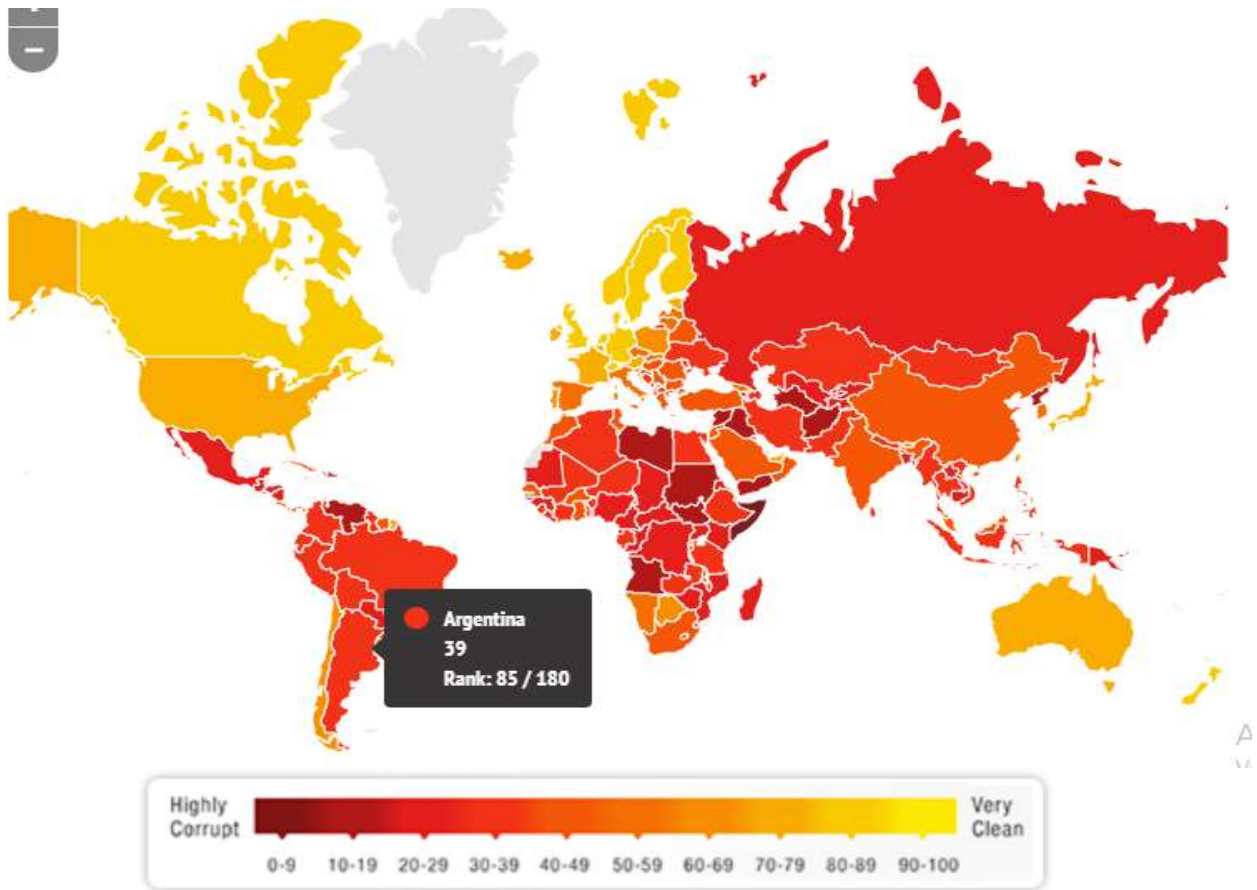 Argentina
39
Rank: 85 / 180
Highly
Corrupt
0-9 10-19 20-29 30-39 40-49 50-59 60-69 70-79 80-89 90-100
Very
Clean